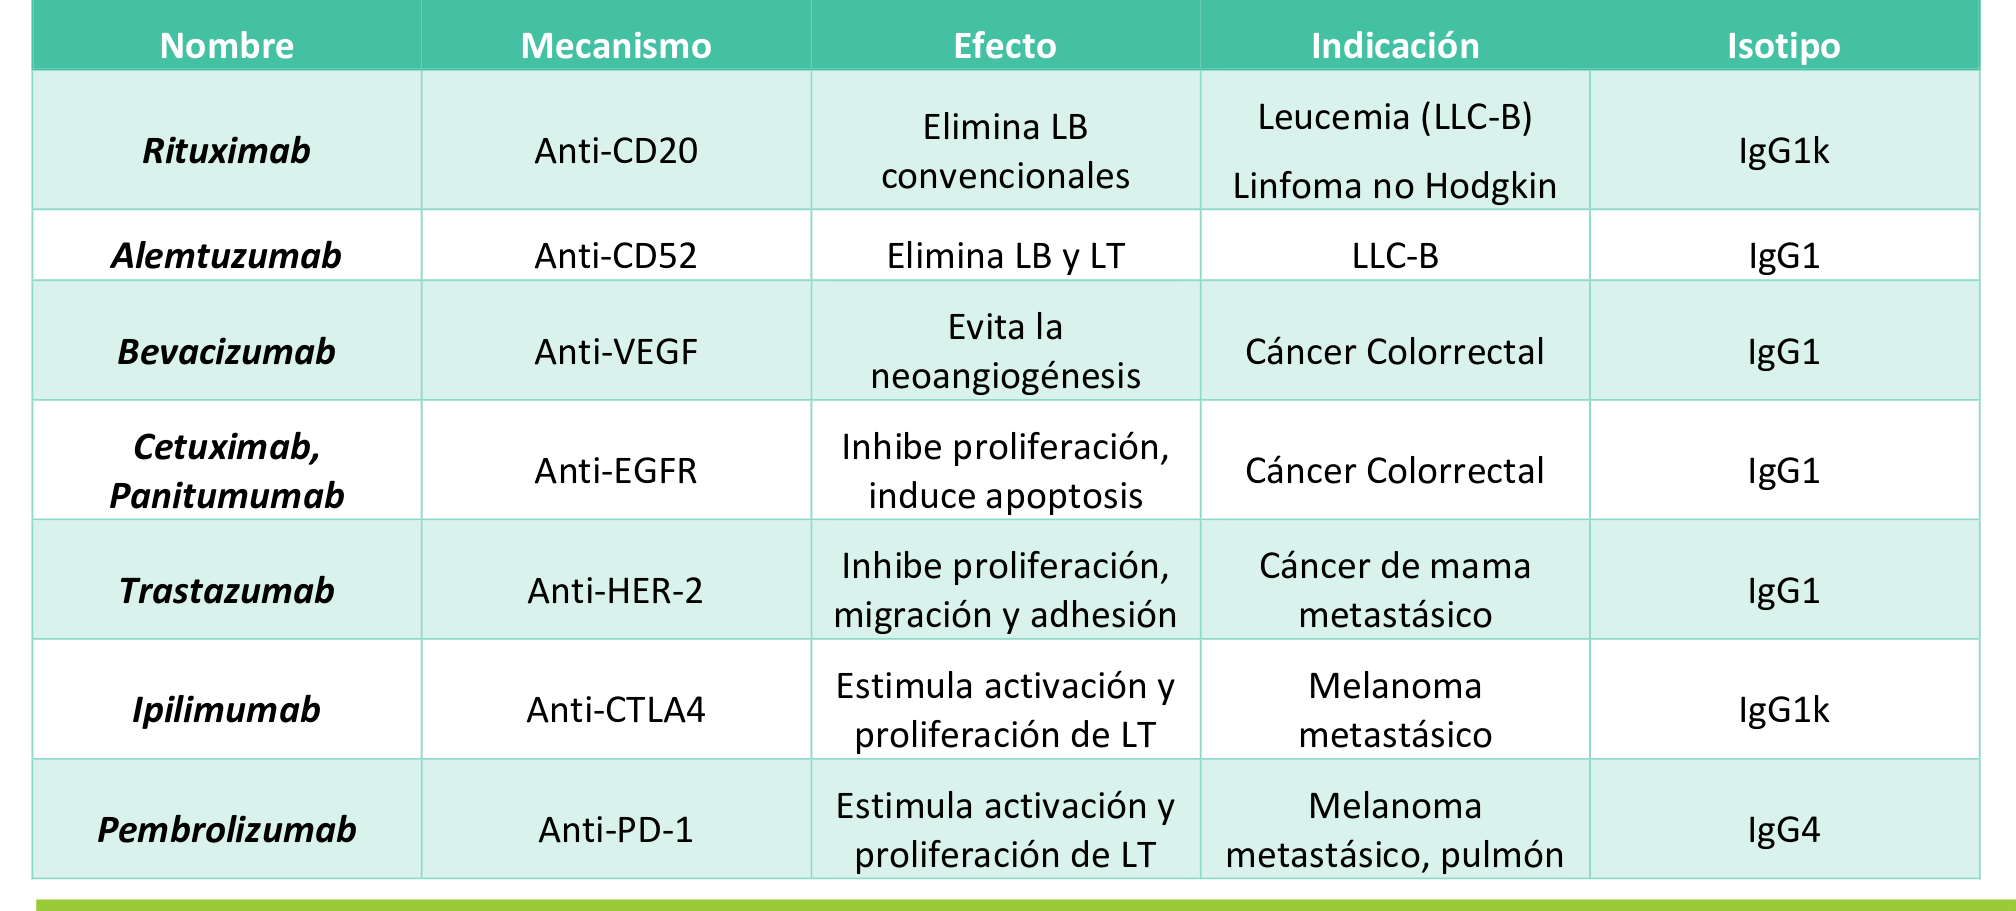 Nombre Mecanismo Efecto Indicación Isotipo
Rituximab Anti-CD20 Elimina LB convencionales Leucemia (LLC-B) Linfoma no Hodgkin IgG1k
Alemtuzumab Anti-CD52 Elimina LB y LT LLC-B IgG1
Bevacizumab Anti-VEGF Evita la neoangiogénesis Cáncer Colorrectal IgG1
Cetuximab, Panitumumab Anti-EGFR Inhibe proliferación, induce apoptosis Cáncer Colorrectal IgG1
Trastazumab Anti-HER-2 Inhibe proliferación, migración y adhesión Cáncer de mama metastásico IgG1
Ipilimumab Anti-CTLA4 Estimula activación y proliferación de LT Melanoma metastásico IgG1k
Pembrolizumab Anti-PD-1 Estimula activación y proliferación de LT Melanoma metastásico, pulmón IgG4